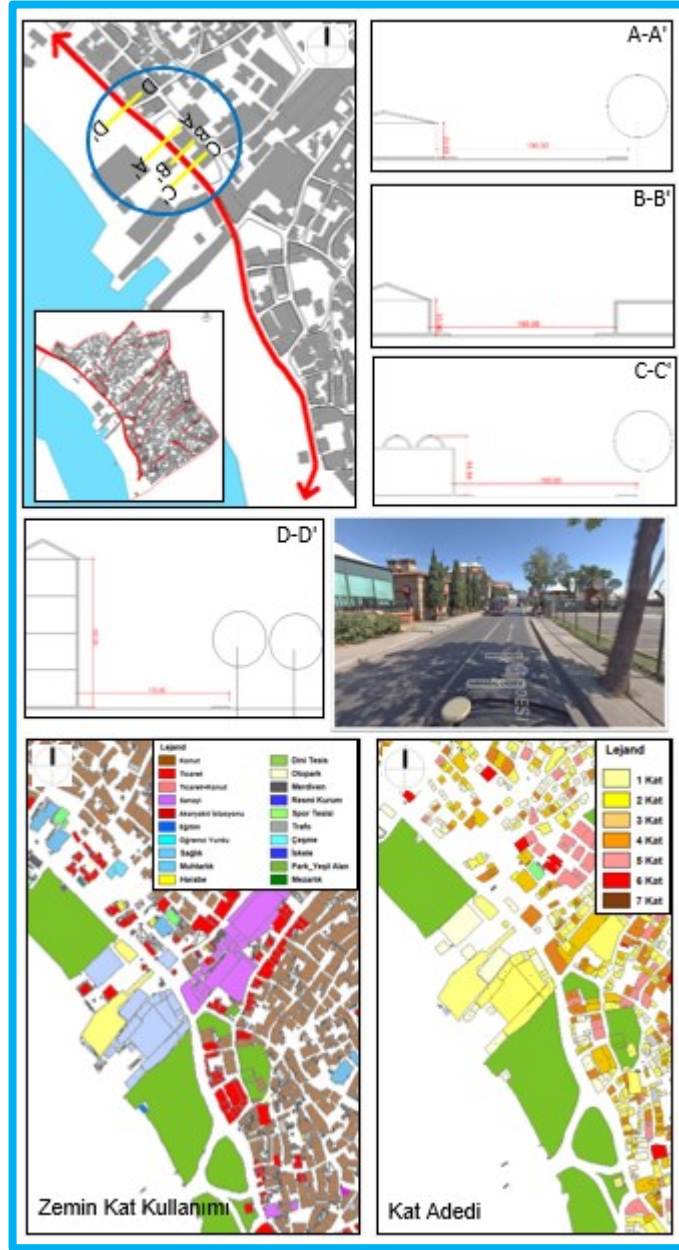 A-A'
D
A
B
C
D'
A'
B'
C'
B-B'
C-C'
D-D'
Lejand
Konut
Ticaret
Ticaret+Konut
Sanayi
Akaryakıt İstasyonu
Eğitim
Öğrenci Yurdu
Sağlık
Muhtarlık
Harabe
Dini Tesis
Otopark
Merdiven
Resmi Kurum
Spor Tesisi
Trafo
Çeşme
İskele
Park_Yeşil Alan
Mezarlık
Zemin Kat Kullanımı
Lejand
1 Kat
2 Kat
3 Kat
4 Kat
5 Kat
6 Kat
7 Kat
Kat Adedi